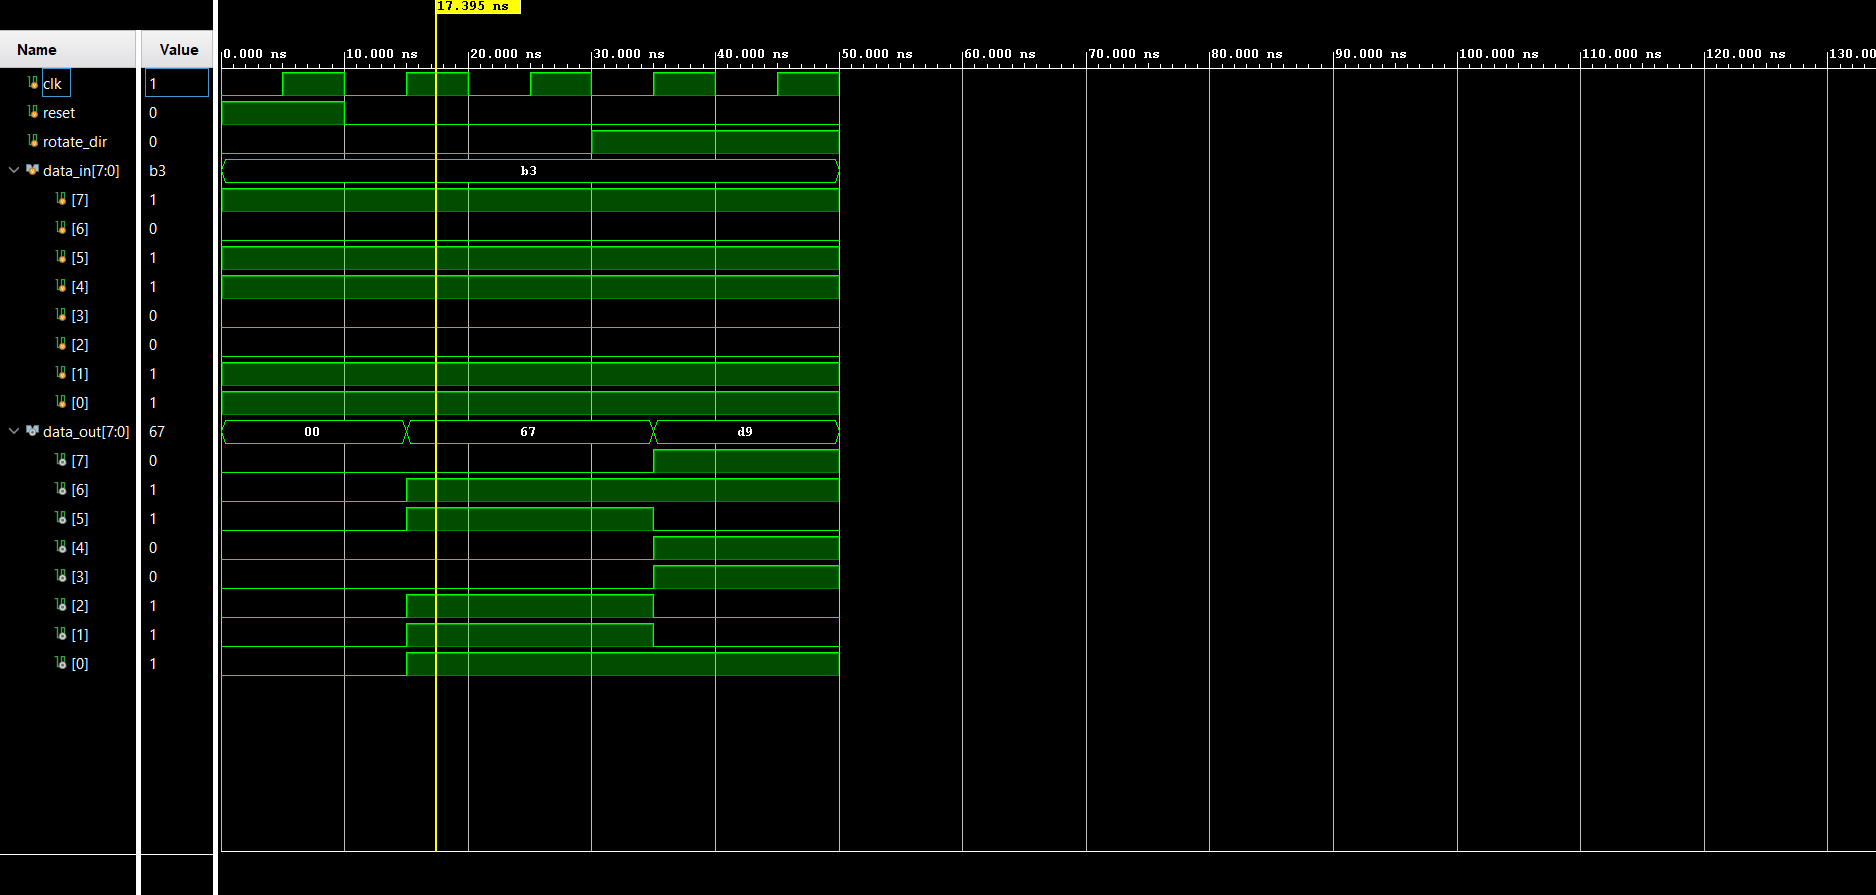 17.395 ns
Name Value
0.000 ns 10.000 ns 20.000 ns 30.000 ns 40.000 ns 50.000 ns 60.000 ns 70.000 ns 80.000 ns 90.000 ns 100.000 ns 110.000 ns 120.000 ns 130.00
clk 1
reset 0
rotate_dir 0
data_in[7:0] b3 b3
[7] 1
[6] 0
[5] 1
[4] 1
[3] 0
[2] 0
[1] 1
[0] 1
data_out[7:0] 67 00 67 d9
[7] 0
[6] 1
[5] 1
[4] 0
[3] 0
[2] 1
[1] 1
[0] 1